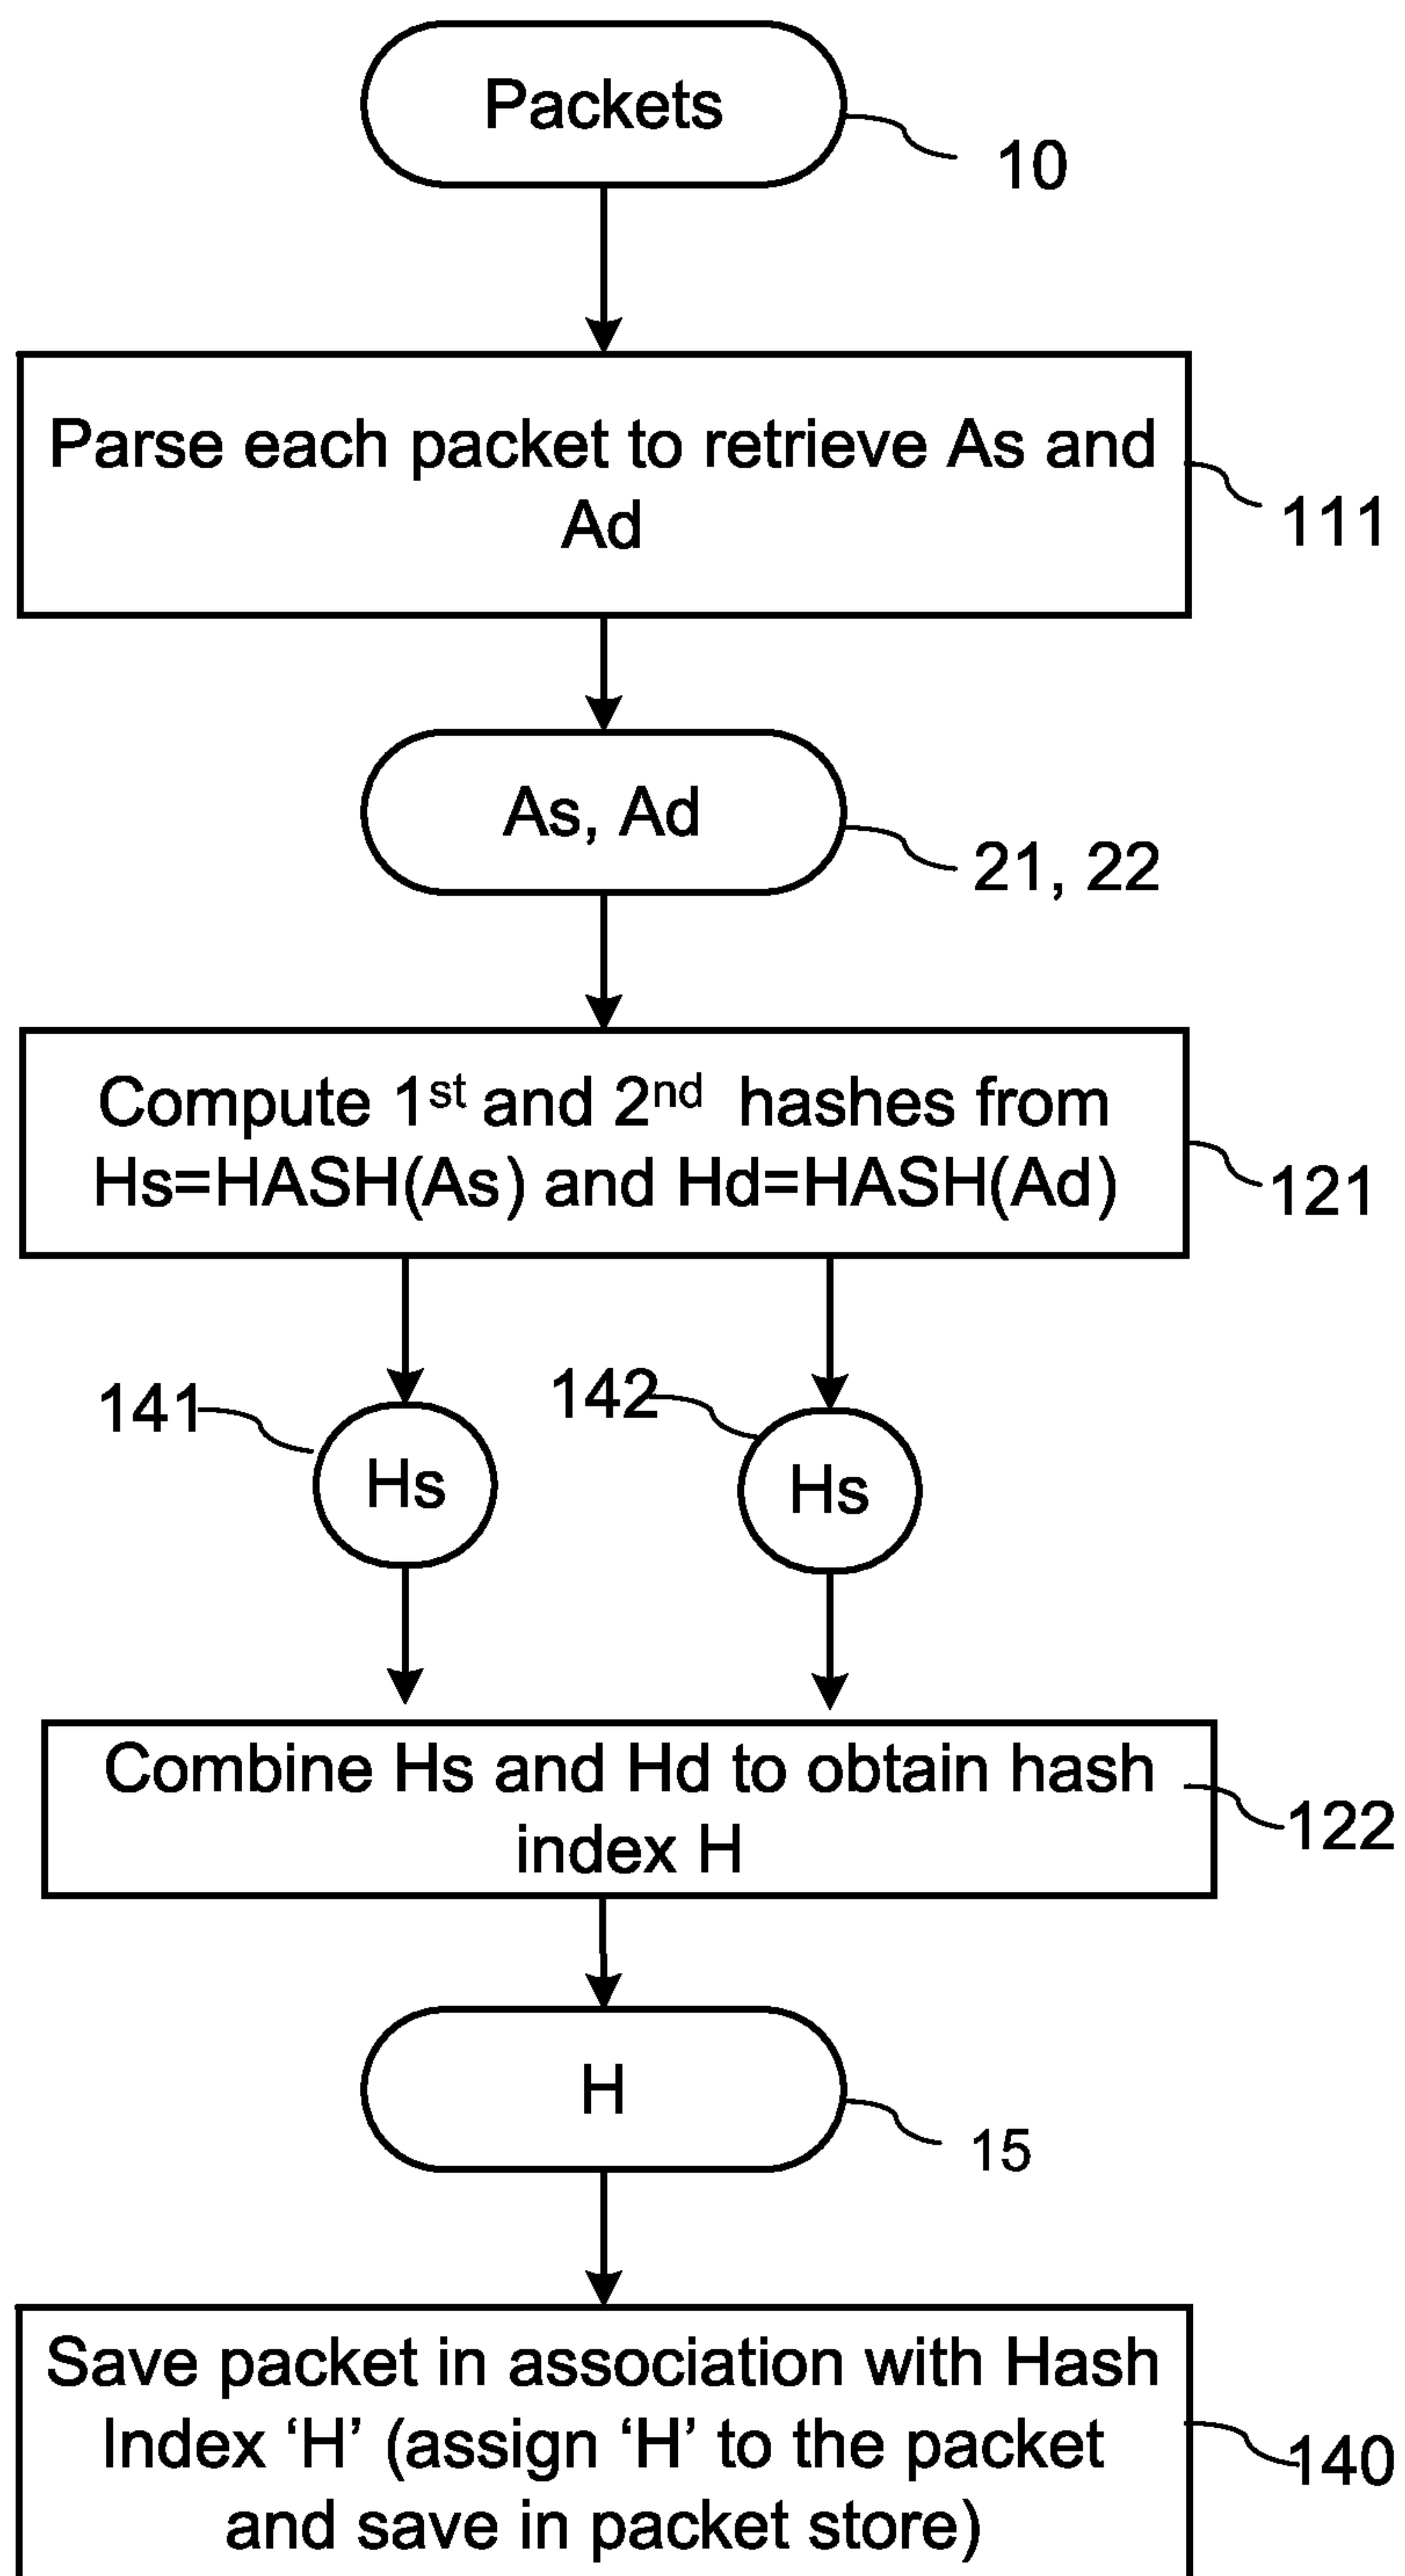 Packets
10
Parse each packet to retrieve As and
Ad
111
As, Ad
21, 22
Compute 1st and 2nd hashes from
Hs=HASH(As) and Hd=HASH(Ad)
121
141
142
Hs
Hs
Combine Hs and Hd to obtain hash
index H
122
H
15
Save packet in association with Hash
Index ‘H’ (assign ‘H’ to the packet
and save in packet store)
140